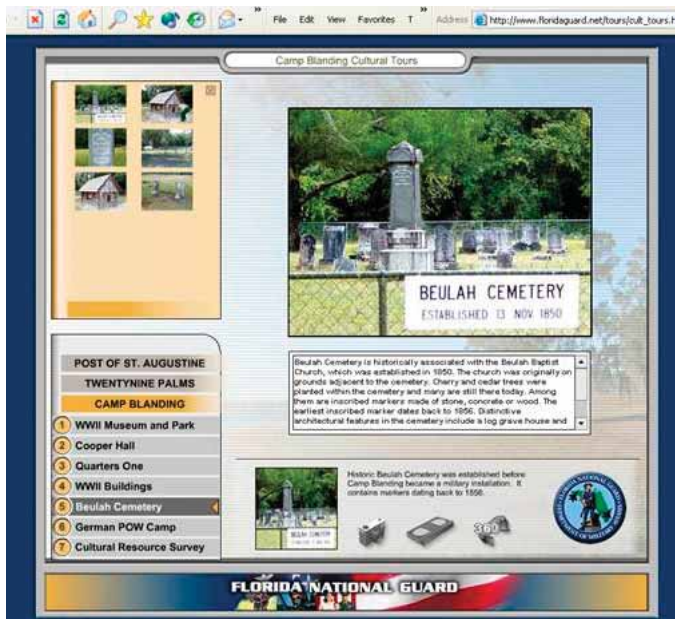 File Edit View Favorites T
Address http://www.floridaguard.net/tours/cult_tours.h
Camp Blanding Cultural Tours
BEULAH CEMETERY
ESTABLISHED 13 NOV 1850
Beulah Cemetery is historically associated with the Beulah Baptist
Church, which was established in 1850. The church was originally on
grounds adjacent to the cemetery. Cherry and cedar trees were
planted within the cemetery and many are still there today. Among
them are inscribed markers made of stone, concrete or wood. The
earliest inscribed marker dates back to 1856. Distinctive
architectural features in the cemetery include a log grave house and
POST OF ST. AUGUSTINE
TWENTYNINE PALMS
CAMP BLANDING
1 WWII Museum and Park
2 Cooper Hall
3 Quarters One
4 WWII Buildings
5 Beulah Cemetery
6 German POW Camp
7 Cultural Resource Survey
Historic Beulah Cemetery was established before
Camp Blanding became a military installation. It
contains markers dating back to 1856.
BEULAH CEMETERY
360
FLORIDA NATIONAL GUARD